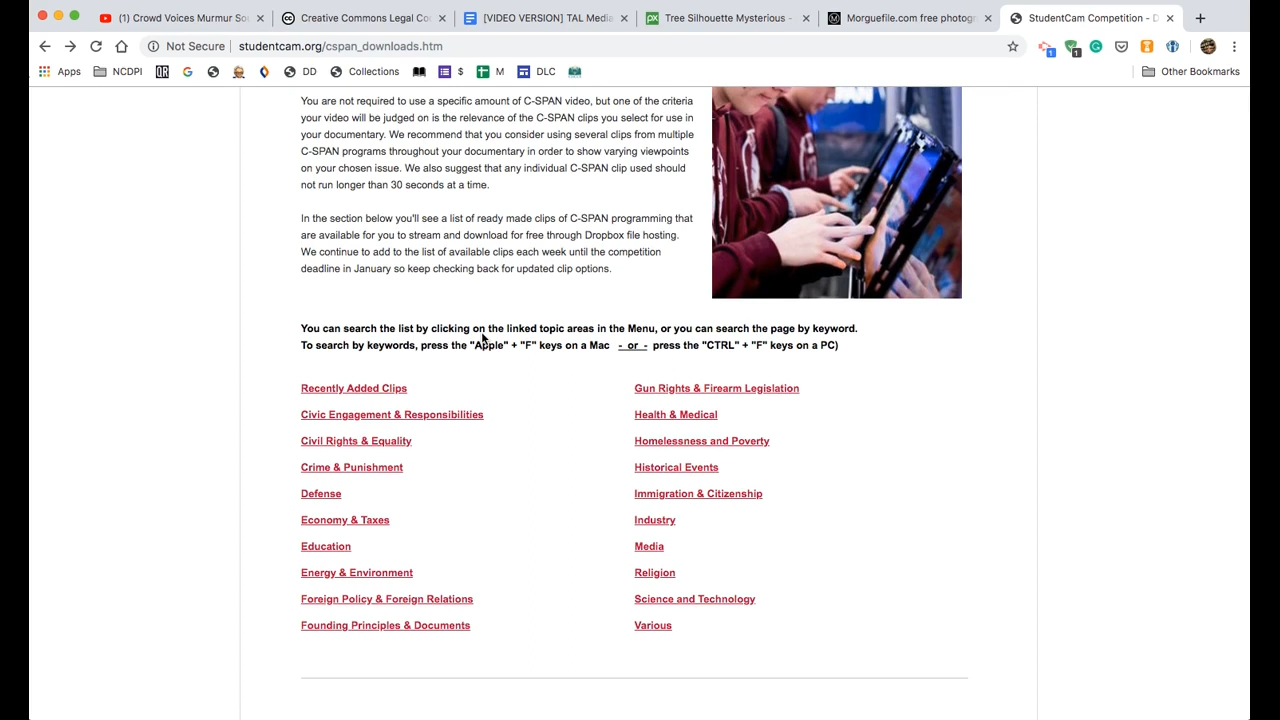 (1) Crowd Voices Murmur Sou
Creative Commons Legal Co
[VIDEO VERSION] TAL Media
Tree Silhouette Mysterious -
Morguefile.com free photog
StudentCam Competition - D
Not Secure
studentcam.org/cspan_downloads.htm
1
1
Apps
NCDPI
DD
Collections
$
M
DLC
Other Bookmarks
You are not required to use a specific amount of C-SPAN video, but one of the criteria
your video will be judged on is the relevance of the C-SPAN clips you select for use in
your documentary. We recommend that you consider using several clips from multiple
C-SPAN programs throughout your documentary in order to show varying viewpoints
on your chosen issue. We also suggest that any individual C-SPAN clip used should
not run longer than 30 seconds at a time.
In the section below you'll see a list of ready made clips of C-SPAN programming that
are available for you to stream and download for free through Dropbox file hosting.
We continue to add to the list of available clips each week until the competition
deadline in January so keep checking back for updated clip options.
You can search the list by clicking on the linked topic areas in the Menu, or you can search the page by keyword.
To search by keywords, press the "Apple" + "F" keys on a Mac - or - press the "CTRL" + "F" keys on a PC)
Recently Added Clips
Civic Engagement & Responsibilities
Civil Rights & Equality
Crime & Punishment
Defense
Economy & Taxes
Education
Energy & Environment
Foreign Policy & Foreign Relations
Founding Principles & Documents
Gun Rights & Firearm Legislation
Health & Medical
Homelessness and Poverty
Historical Events
Immigration & Citizenship
Industry
Media
Religion
Science and Technology
Various